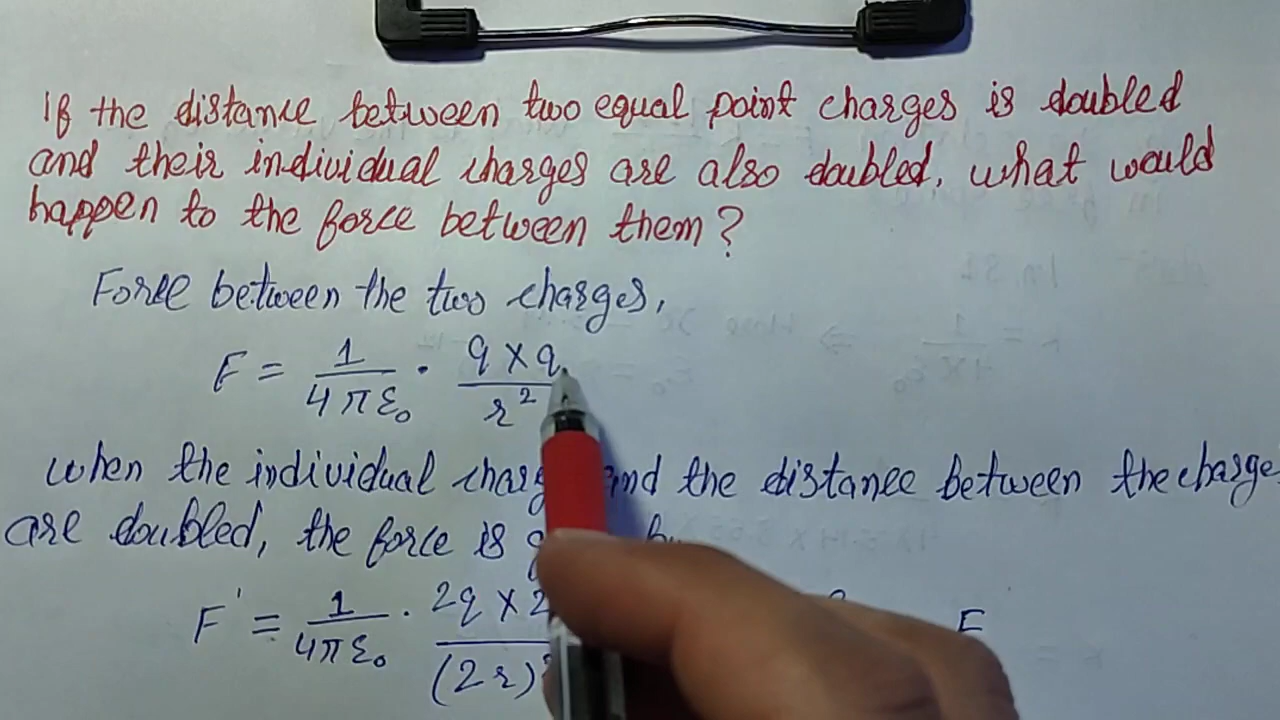 If the distance between two equal point charges is doubled
and their individual charges are also doubled, what would
happen to the force between them?
Force between the two charges,
F = 1/4πε₀ · q × q/r²
When the individual and the distance between the charge
are doubled, the force is
F' = 1/4πε₀ · 2q × 2 /(2r) F